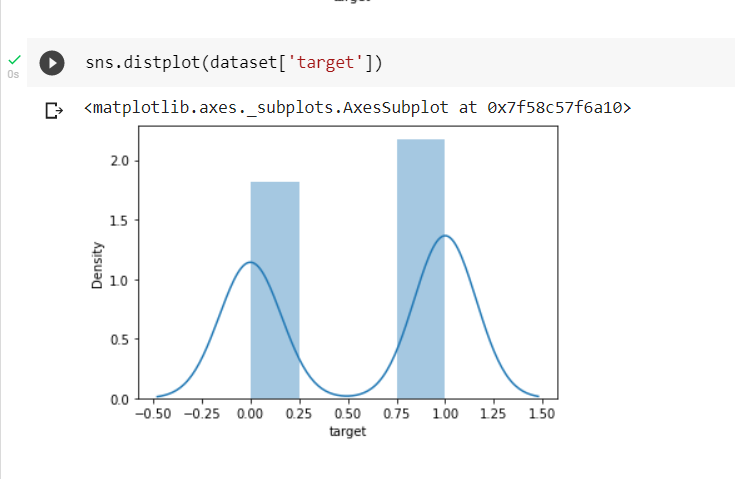 target
0s
sns.distplot(dataset['target'])
<matplotlib.axes._subplots.AxesSubplot at 0x7f58c57f6a10>
2.0
1.5
1.0
0.5
0.0
Density
−0.50 −0.25 0.00 0.25 0.50 0.75 1.00 1.25 1.50
target